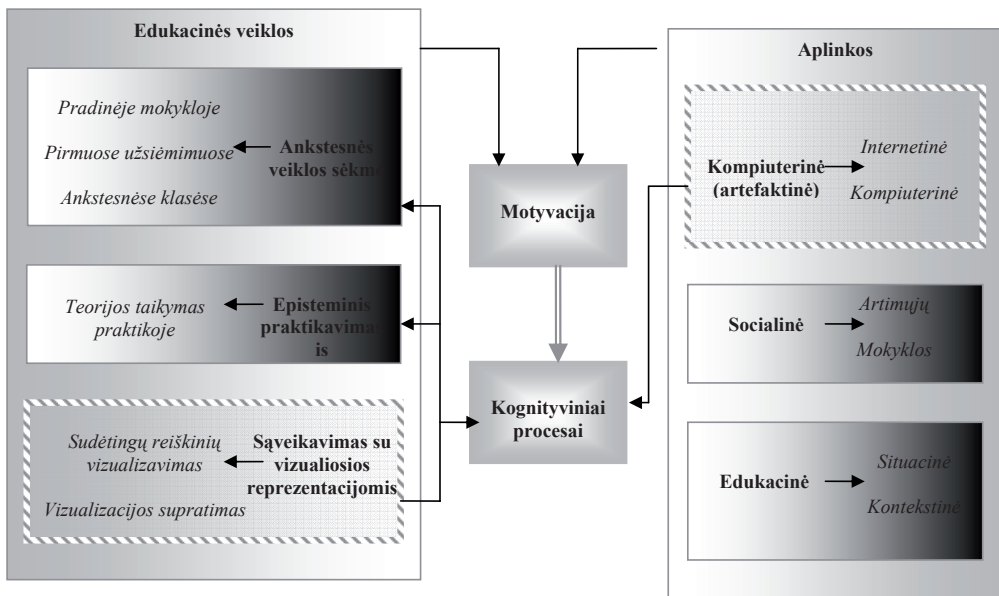 Edukacinės veiklos
Pradinėje mokykloje
Pirmuose užsiėmimuose
Ankstesnėse klasėse
Ankstesnės
veiklos sėkm
Teorijos taikymas
praktikoje
Episteminis
praktikavimas
is
Sudėtingų reiškinių
vizualizavimas
Vizualizacijos supratimas
Sąveikavimas su
vizualiosios
reprezentacijomis
Motyvacija
Kognityviniai
procesai
Aplinkos
Kompiuterinė
(artefaktinė)
Internetinė
Kompiuterinė
Socialinė
Artimųjų
Mokyklos
Edukacinė
Situacinė
Kontekstinė